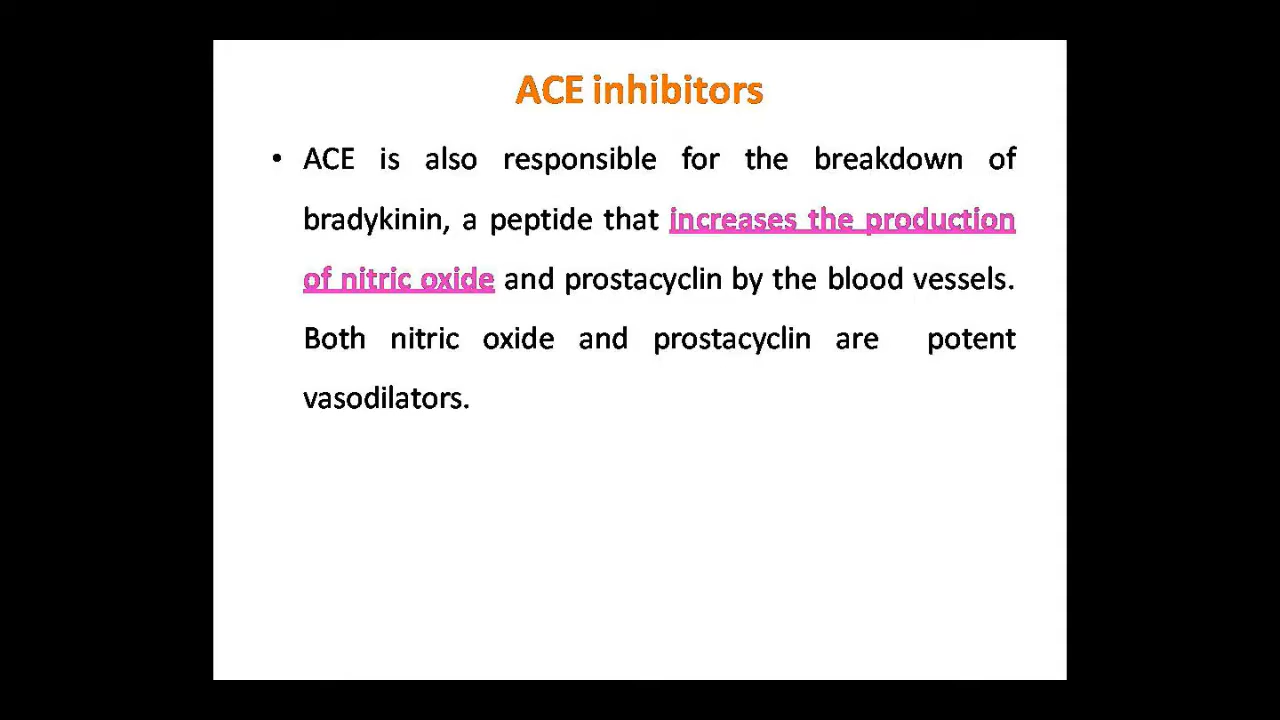 ACE inhibitors
• ACE is also responsible for the breakdown of
bradykinin, a peptide that increases the production
of nitric oxide and prostacyclin by the blood vessels.
Both nitric oxide and prostacyclin are potent
vasodilators.